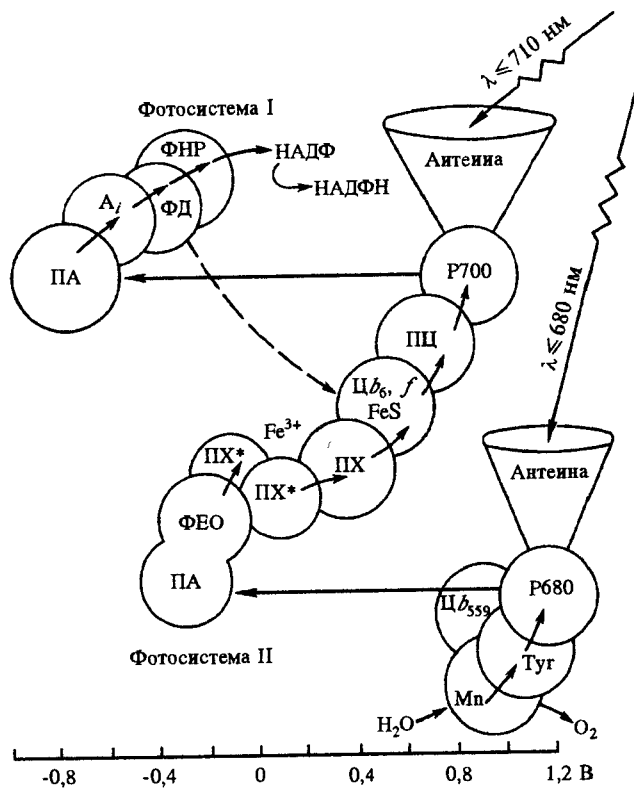 λ ≤ 710 нм
Фотосистема I
ФНР
НАДФ
Антенна
A_i
ФД
НАДФН
ПА
P700
λ ≤ 680 нм
ПЦ
Цb₆, f
FeS
Fe³⁺
ПХ*
ПХ
Антенна
ПХ*
ФЕО
ПА
Цb₅₅₉
P680
Фотосистема II
Tyr
Mn
H₂O
O₂
-0,8 -0,4 0 0,4 0,8 1,2 В